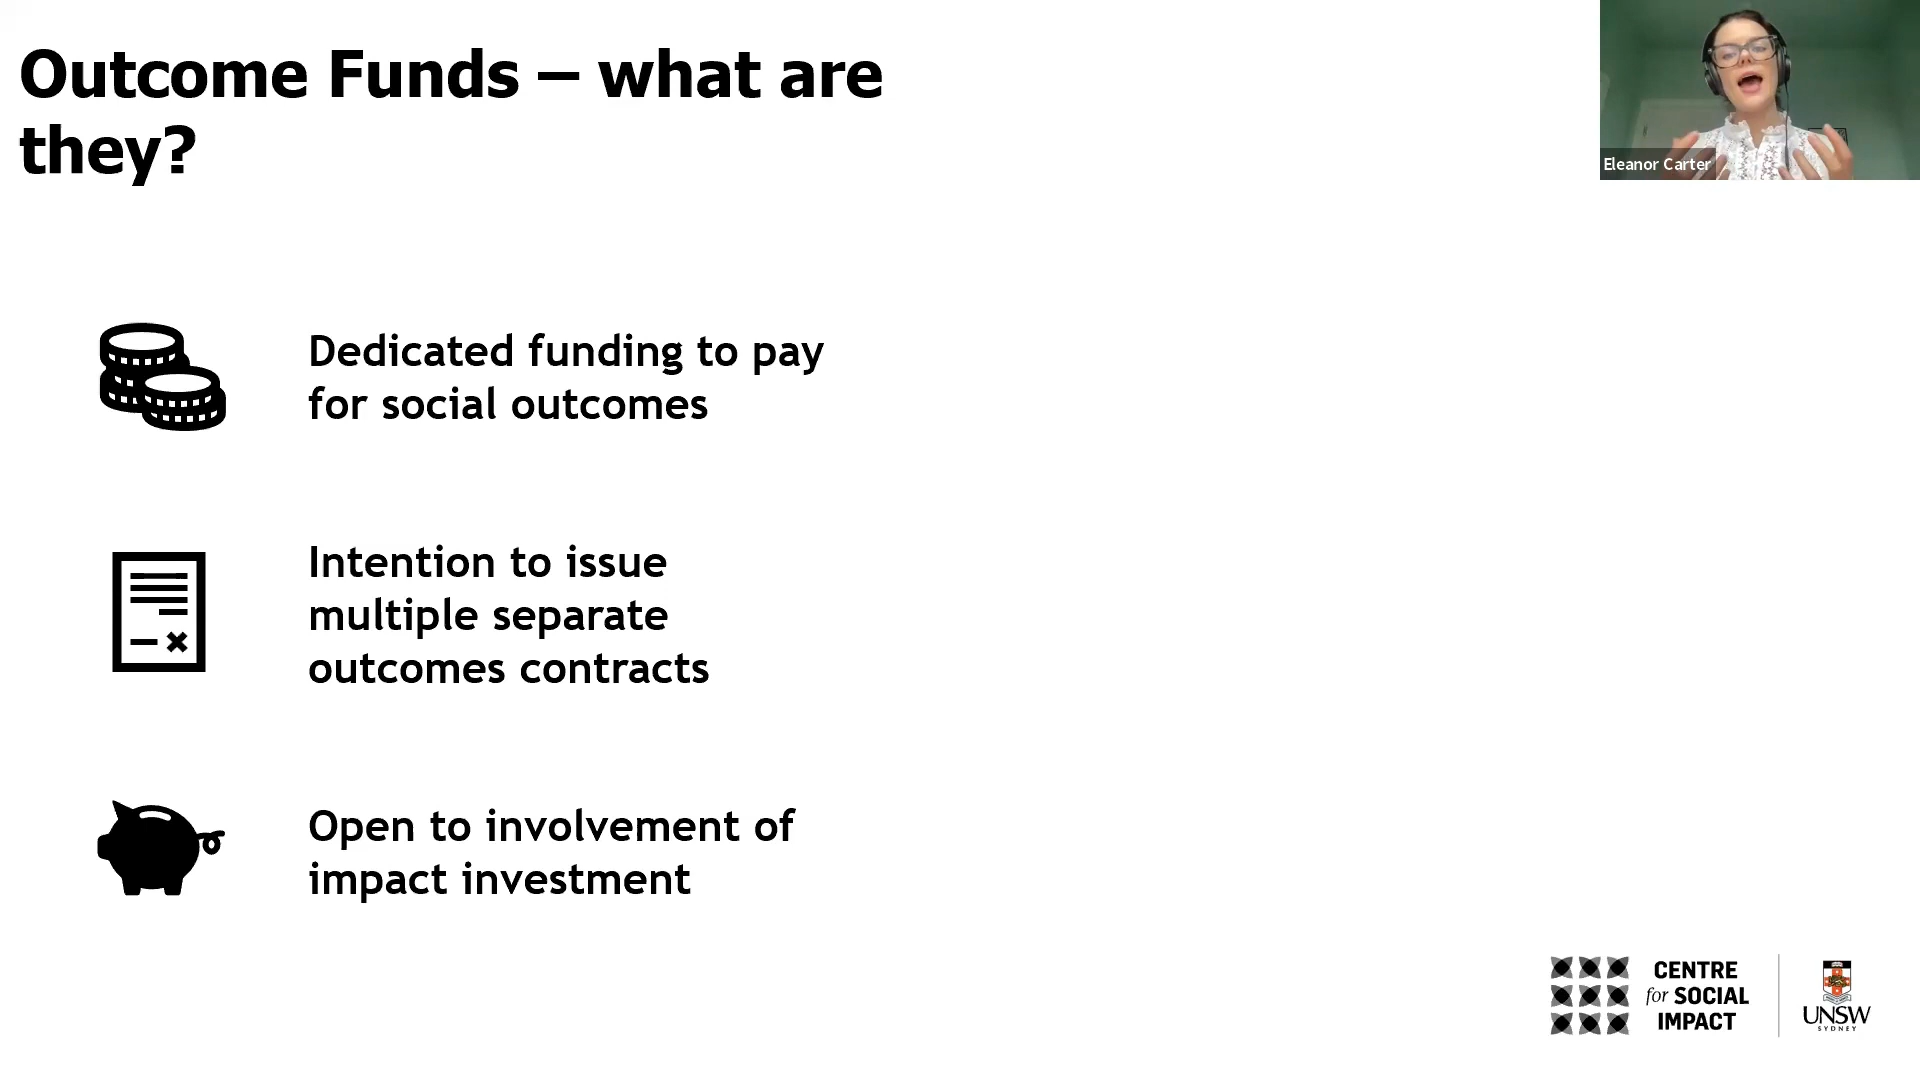 Outcome Funds – what are
they?
Eleanor Carter
Dedicated funding to pay
for social outcomes
Intention to issue
multiple separate
outcomes contracts
Open to involvement of
impact investment
CENTRE
for SOCIAL
IMPACT
UNSW
SYDNEY